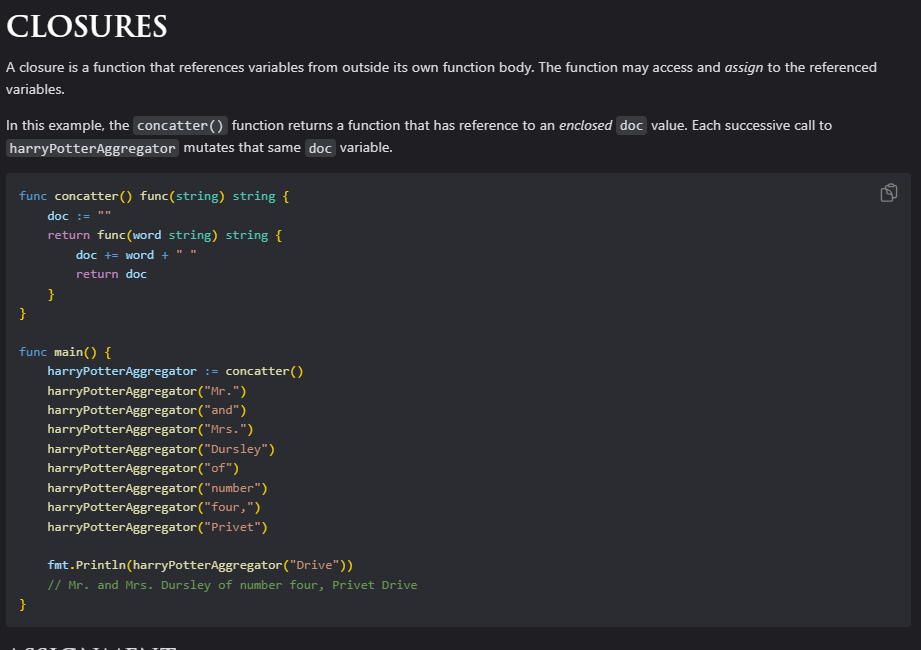 CLOSURES
A closure is a function that references variables from outside its own function body. The function may access and assign to the referenced
variables.
In this example, the concatter() function returns a function that has reference to an enclosed doc value. Each successive call to
harryPotterAggregator mutates that same doc variable.
func concatter() func(string) string {
    doc := ""
    return func(word string) string {
        doc += word + " "
        return doc
    }
}
func main() {
    harryPotterAggregator := concatter()
    harryPotterAggregator("Mr.")
    harryPotterAggregator("and")
    harryPotterAggregator("Mrs.")
    harryPotterAggregator("Dursley")
    harryPotterAggregator("of")
    harryPotterAggregator("number")
    harryPotterAggregator("four,")
    harryPotterAggregator("Privet")
    fmt.Println(harryPotterAggregator("Drive"))
    // Mr. and Mrs. Dursley of number four, Privet Drive
}
ASSIGNMENT